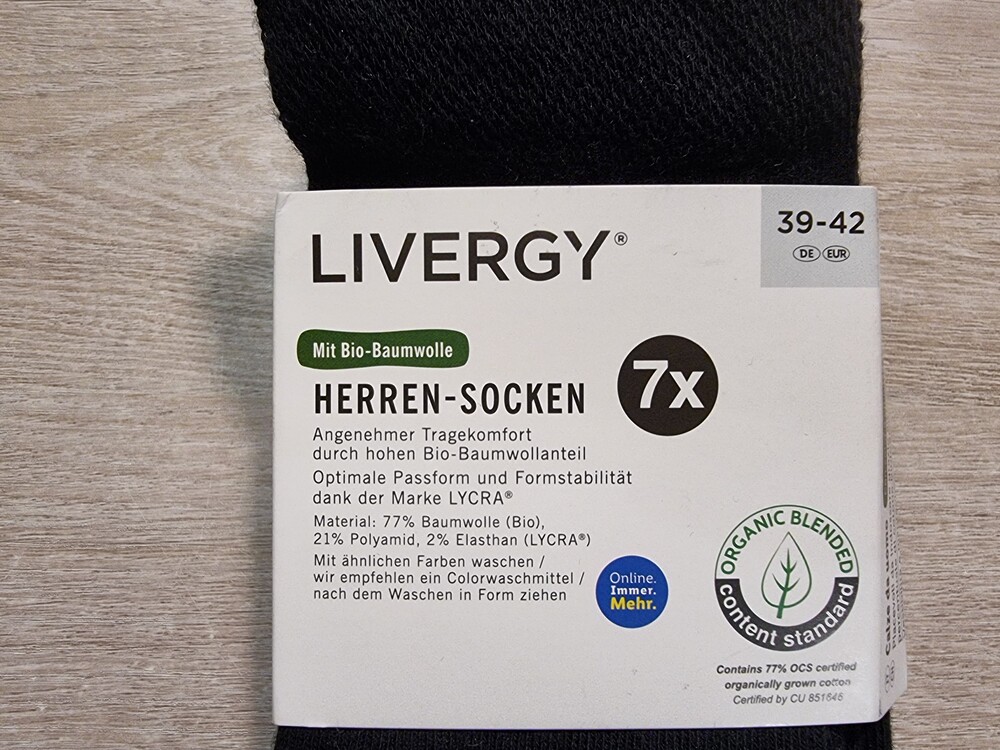 LIVERGY®
39-42
DE EUR
Mit Bio-Baumwolle
HERREN-SOCKEN
7x
Angenehmer Tragekomfort
durch hohen Bio-Baumwollanteil
Optimale Passform und Formstabilität
dank der Marke LYCRA®
Material: 77% Baumwolle (Bio),
21% Polyamid, 2% Elasthan (LYCRA®)
Mit ähnlichen Farben waschen /
wir empfehlen ein Colorwaschmittel /
nach dem Waschen in Form ziehen
Online.
Immer.
Mehr.
ORGANIC BLENDED
content standard
Contains 77% OCS certified
organically grown cotton
Certified by CU 851646
Calze da